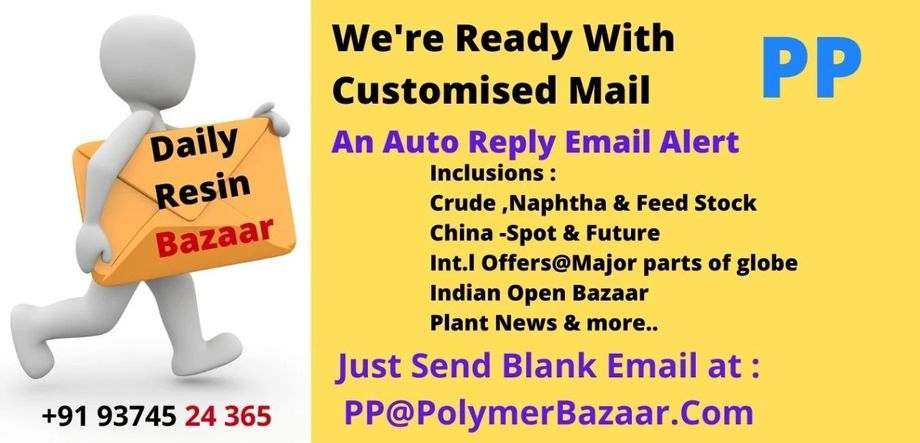 Daily
Resin
Bazaar
+91 93745 24 365
We're Ready With
Customised Mail
PP
An Auto Reply Email Alert
Inclusions :
Crude ,Naphtha & Feed Stock
China -Spot & Future
Int.l Offers@Major parts of globe
Indian Open Bazaar
Plant News & more..
Just Send Blank Email at :
PP@PolymerBazaar.Com